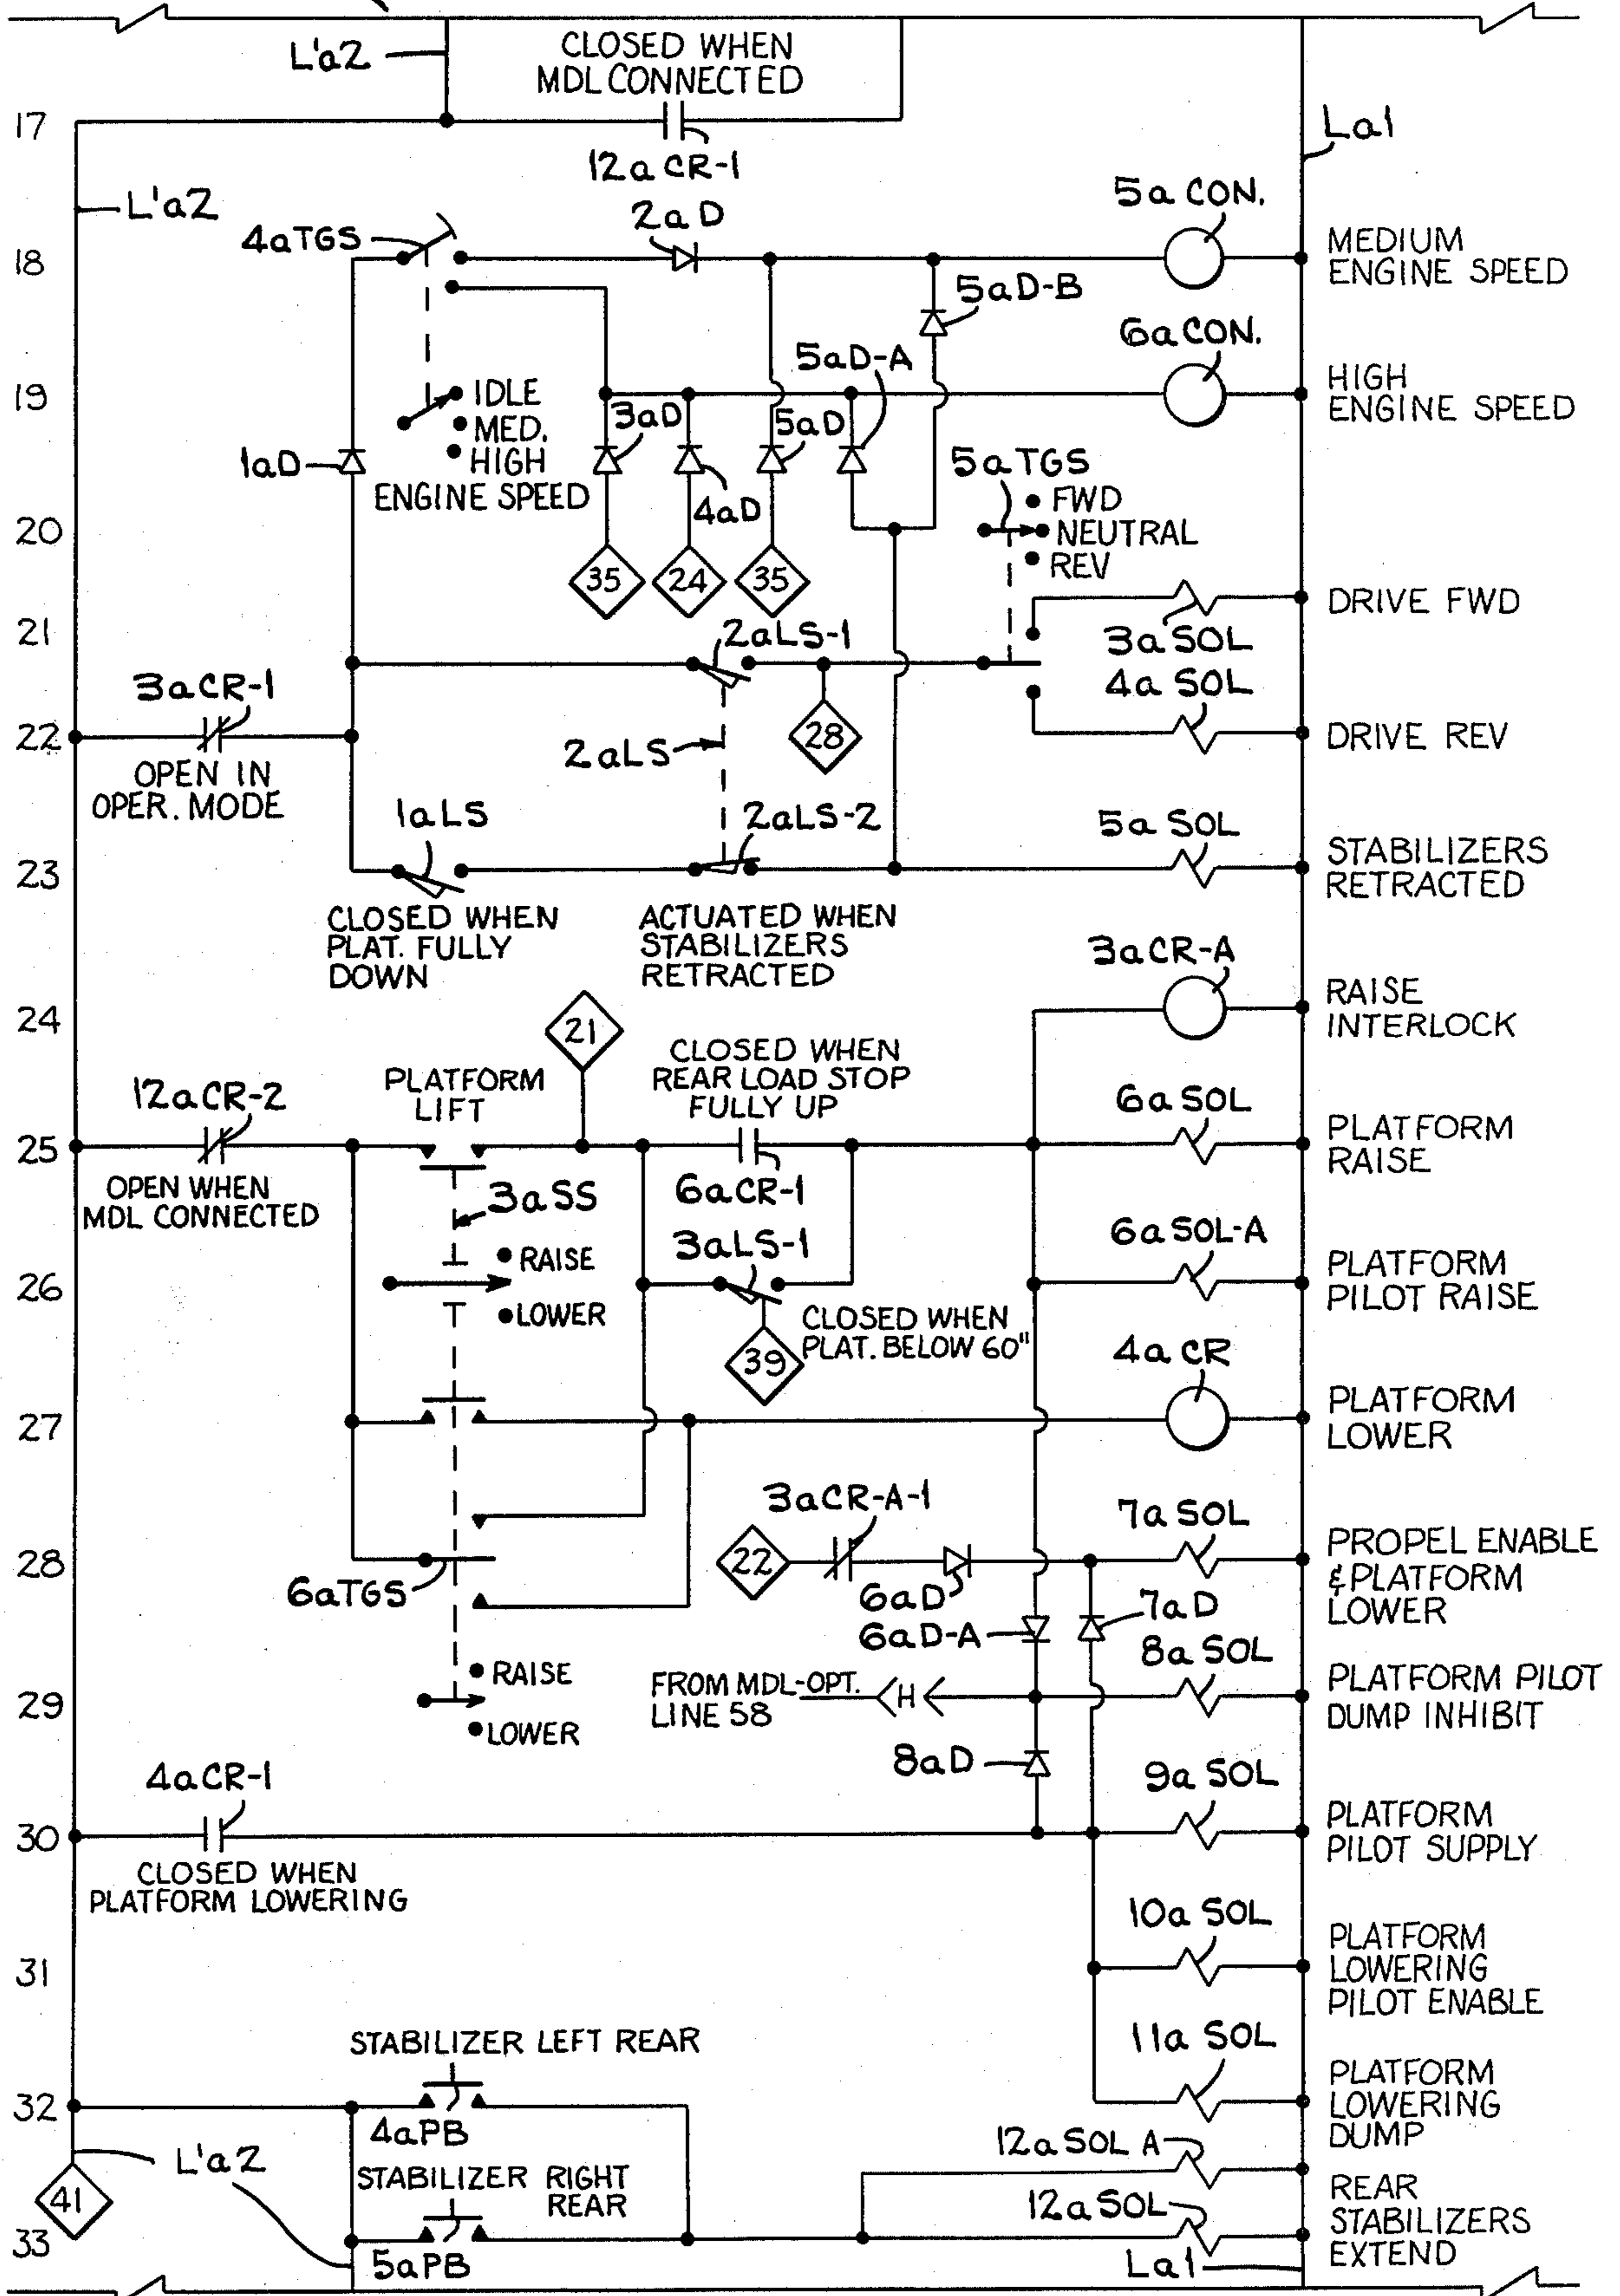 L'a2
CLOSED WHEN
MDL CONNECTED
17
12a CR-1
La1
L'a2
5a CON.
4aTGS
2aD
18
MEDIUM
ENGINE SPEED
5aD-B
6a CON.
5aD-A
19
IDLE
MED.
HIGH
ENGINE SPEED
HIGH
ENGINE SPEED
3aD
5aD
1aD
4aD
5aTGS
FWD
NEUTRAL
REV
20
35
24
35
DRIVE FWD
21
2aLS-1
3a SOL
3aCR-1
4a SOL
22
28
DRIVE REV
OPEN IN
OPER. MODE
2aLS
1aLS
2aLS-2
5a SOL
23
STABILIZERS
RETRACTED
CLOSED WHEN
PLAT. FULLY
DOWN
ACTUATED WHEN
STABILIZERS
RETRACTED
3aCR-A
24
RAISE
INTERLOCK
21
CLOSED WHEN
REAR LOAD STOP
FULLY UP
12aCR-2
PLATFORM
LIFT
6a SOL
25
PLATFORM
RAISE
OPEN WHEN
MDL CONNECTED
3aSS
6aCR-1
3aLS-1
6a SOL-A
26
RAISE
LOWER
PLATFORM
PILOT RAISE
CLOSED WHEN
PLAT. BELOW 60"
39
4a CR
27
PLATFORM
LOWER
3aCR-A-1
7a SOL
28
22
PROPEL ENABLE
& PLATFORM
LOWER
6aTGS
6aD
6aD-A
7aD
8a SOL
29
RAISE
LOWER
FROM MDL-OPT.
LINE 58
H
PLATFORM PILOT
DUMP INHIBIT
8aD
4aCR-1
9a SOL
30
PLATFORM
PILOT SUPPLY
CLOSED WHEN
PLATFORM LOWERING
10a SOL
31
PLATFORM
LOWERING
PILOT ENABLE
STABILIZER LEFT REAR
11a SOL
32
4aPB
PLATFORM
LOWERING
DUMP
L'a2
12a SOL A
STABILIZER RIGHT
REAR
41
12a SOL
33
5aPB
REAR
STABILIZERS
EXTEND
La1